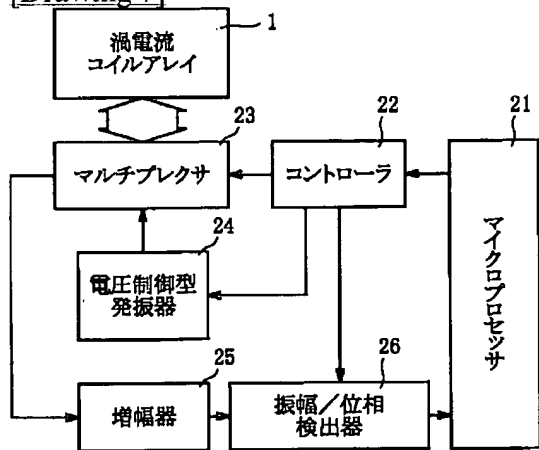 [Drawing 7]
1
渦電流
コイルアレイ
23
22
21
マルチプレクサ
コントローラ
マイクロプロセッサ
24
電圧制御型
発振器
25
26
増幅器
振幅/位相
検出器